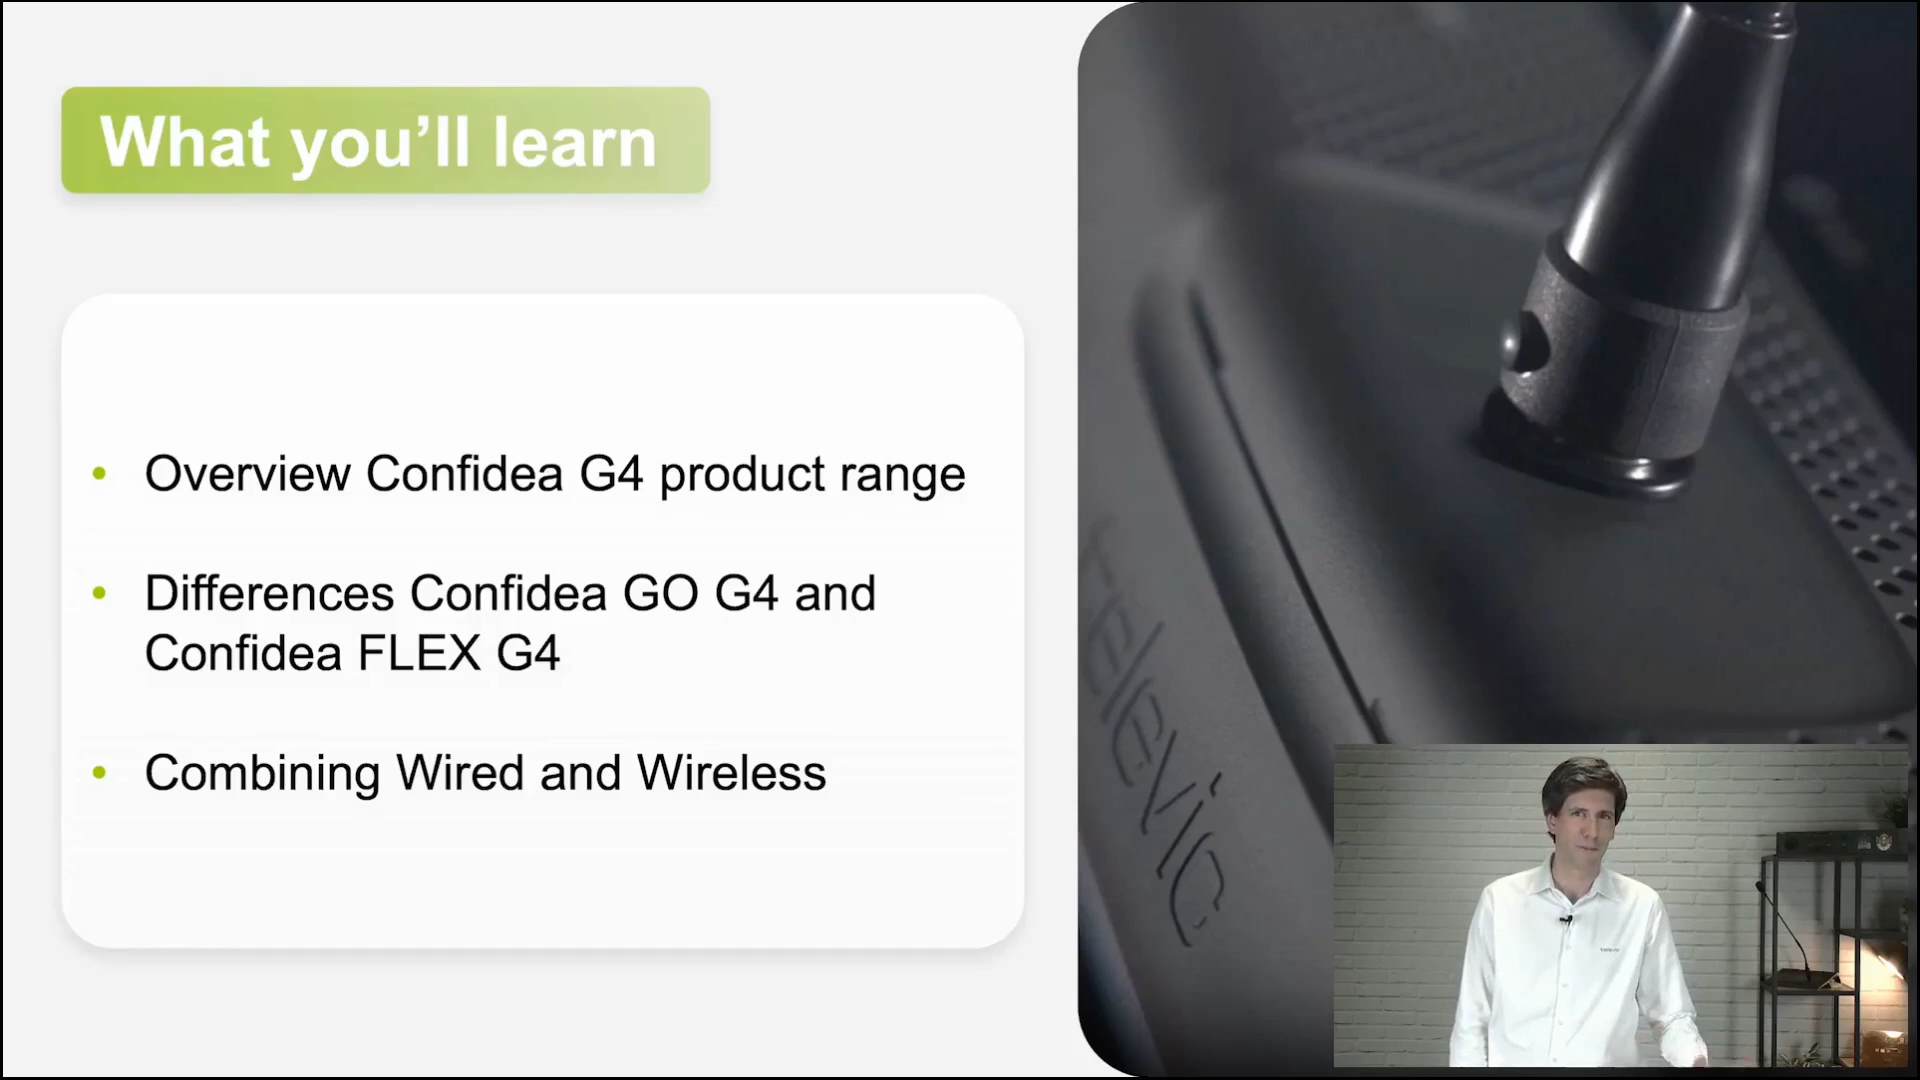 What you’ll learn
• Overview Confidea G4 product range
• Differences Confidea GO G4 and
Confidea FLEX G4
• Combining Wired and Wireless
televic